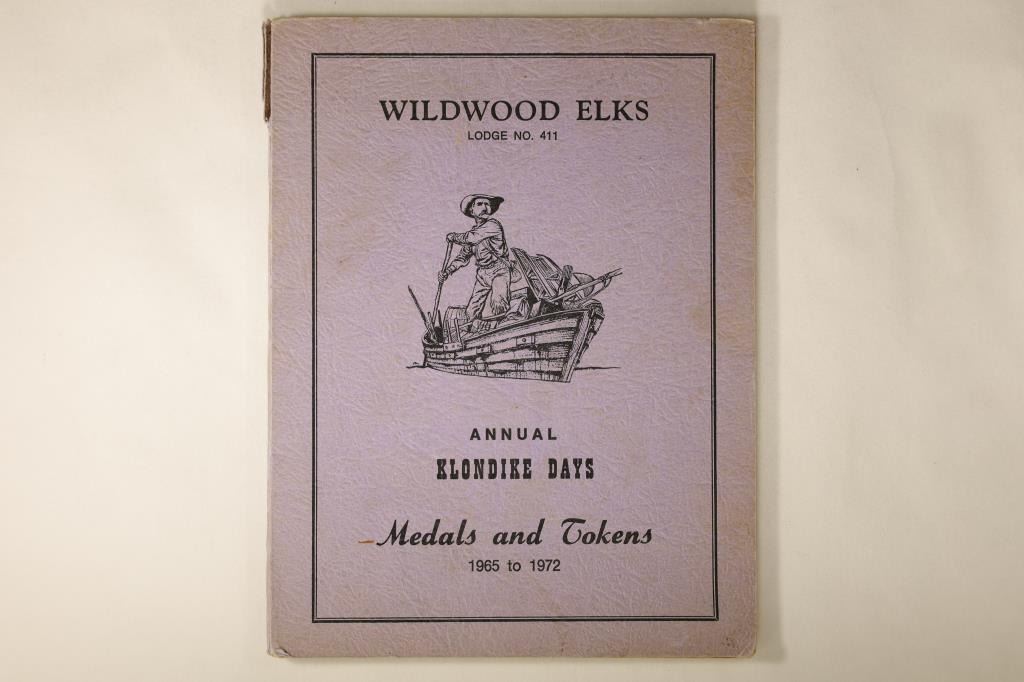 WILDWOOD ELKS
LODGE NO. 411
ANNUAL
KLONDIKE DAYS
Medals and Tokens
1965 to 1972